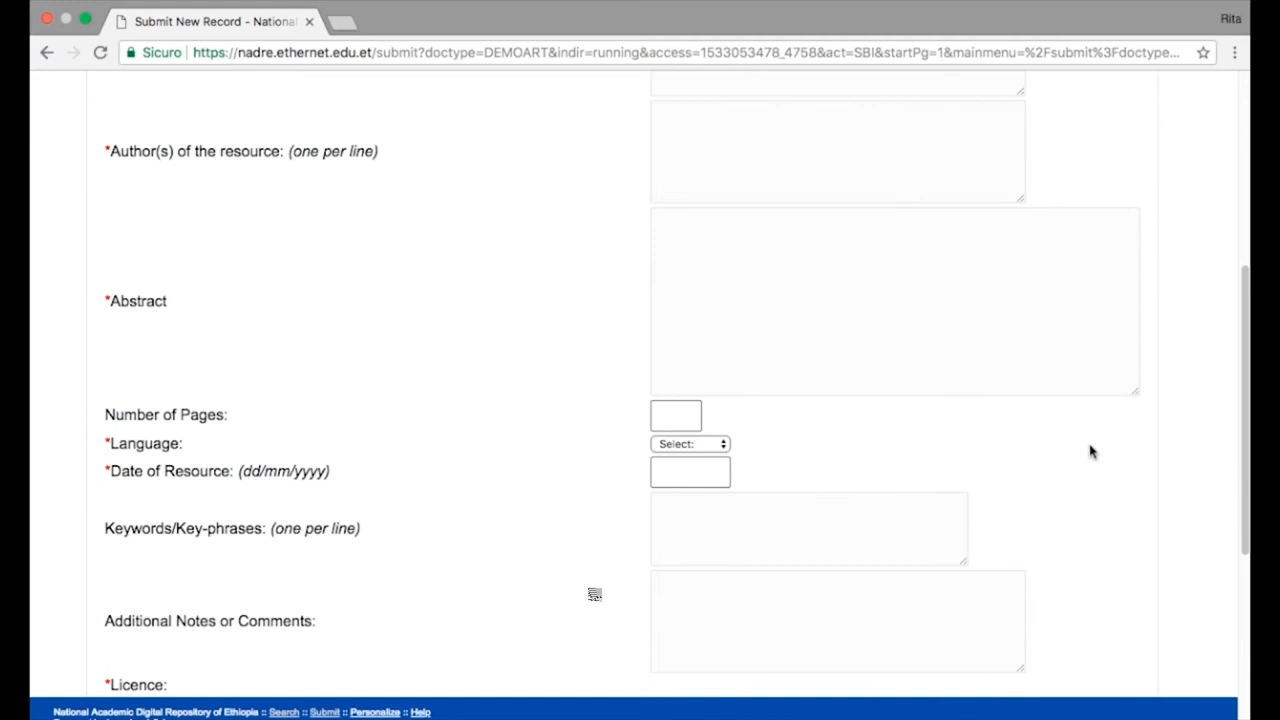 Submit New Record - National
Rita
Sicuro
https://nadre.ethernet.edu.et/submit?doctype=DEMOART&indir=running&access=1533053478_4758&act=SBI&startPg=1&mainmenu=%2Fsubmit%3Fdoctype...
*Author(s) of the resource: (one per line)
*Abstract
Number of Pages:
*Language:
Select:
*Date of Resource: (dd/mm/yyyy)
Keywords/Key-phrases: (one per line)
Additional Notes or Comments:
*Licence:
National Academic Digital Repository of Ethiopia :: Search :: Submit :: Personalize :: Help